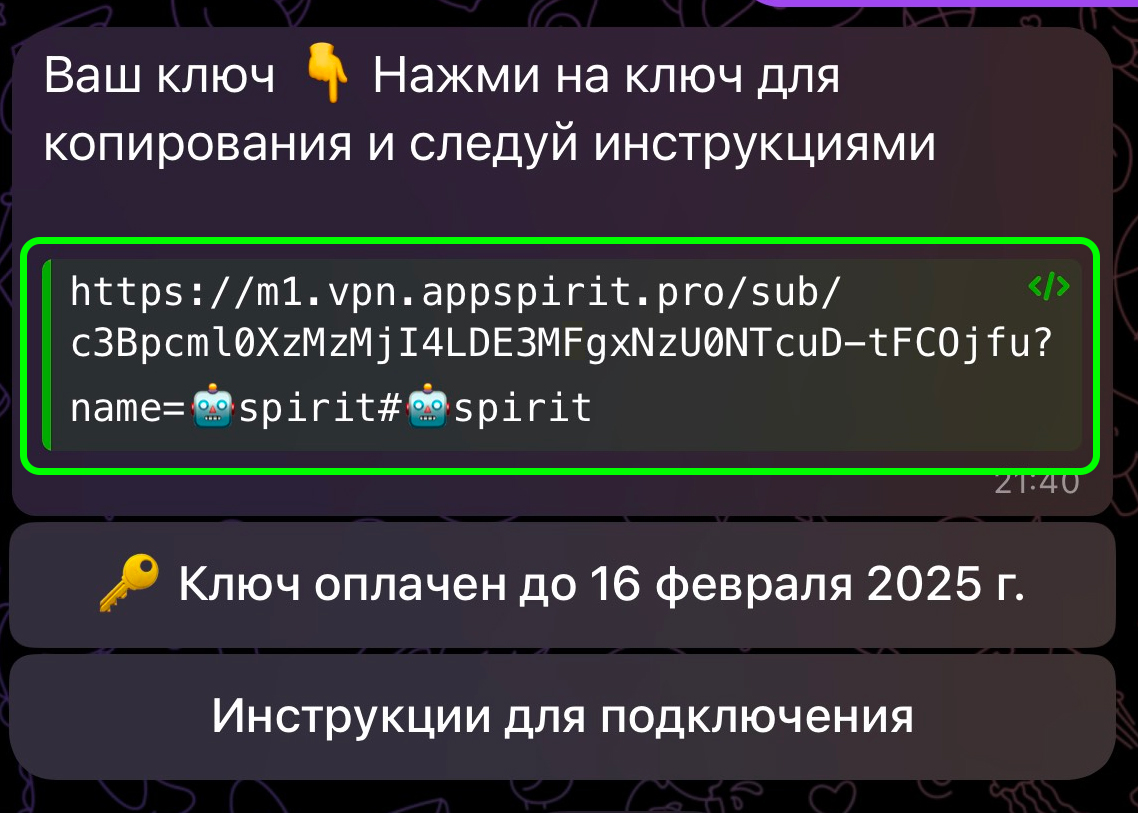 Ваш ключ 👇 Нажми на ключ для
копирования и следуй инструкциями
https://m1.vpn.appspirit.pro/sub/
c3Bpcml0XzMzMjI4LDE3MFgxNzU0NTcuD-tFCOjfu?
name=🤖spirit#🤖spirit
21:40
🔑 Ключ оплачен до 16 февраля 2025 г.
Инструкции для подключения